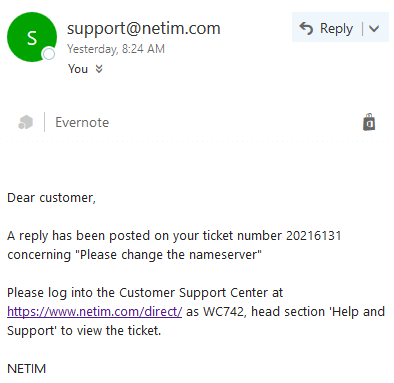 S
support@netim.com
Reply
Yesterday, 8:24 AM
You
Evernote
Dear customer,
A reply has been posted on your ticket number 20216131
concerning "Please change the nameserver"
Please log into the Customer Support Center at
https://www.netim.com/direct/ as WC742, head section 'Help and
Support' to view the ticket.
NETIM